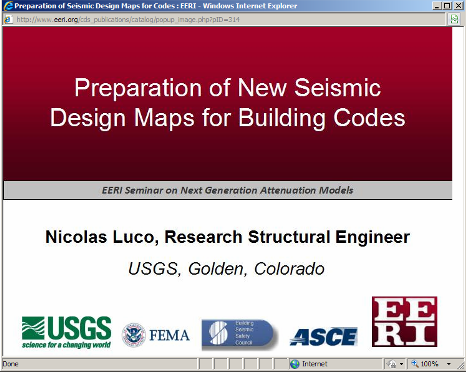 Preparation of Seismic Design Maps for Codes : EERI - Windows Internet Explorer
http://www.eeri.org/cds_publications/catalog/popup_image.php?pID=314
Preparation of New Seismic
Design Maps for Building Codes
EERI Seminar on Next Generation Attenuation Models
Nicolas Luco, Research Structural Engineer
USGS, Golden, Colorado
USGS
science for a changing world
FEMA
Building
Seismic
Safety
Council
ASCE
EE
RI
Done
Internet
100%